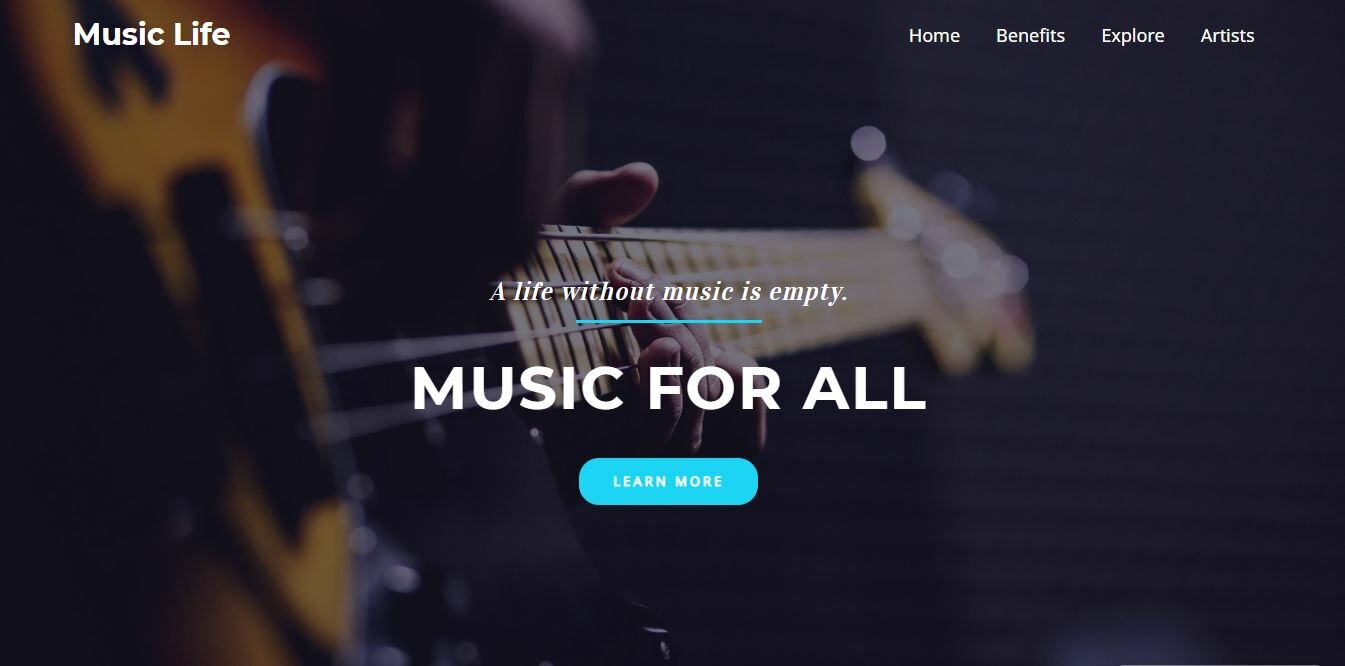 Music Life
Home Benefits Explore Artists
A life without music is empty.
MUSIC FOR ALL
LEARN MORE